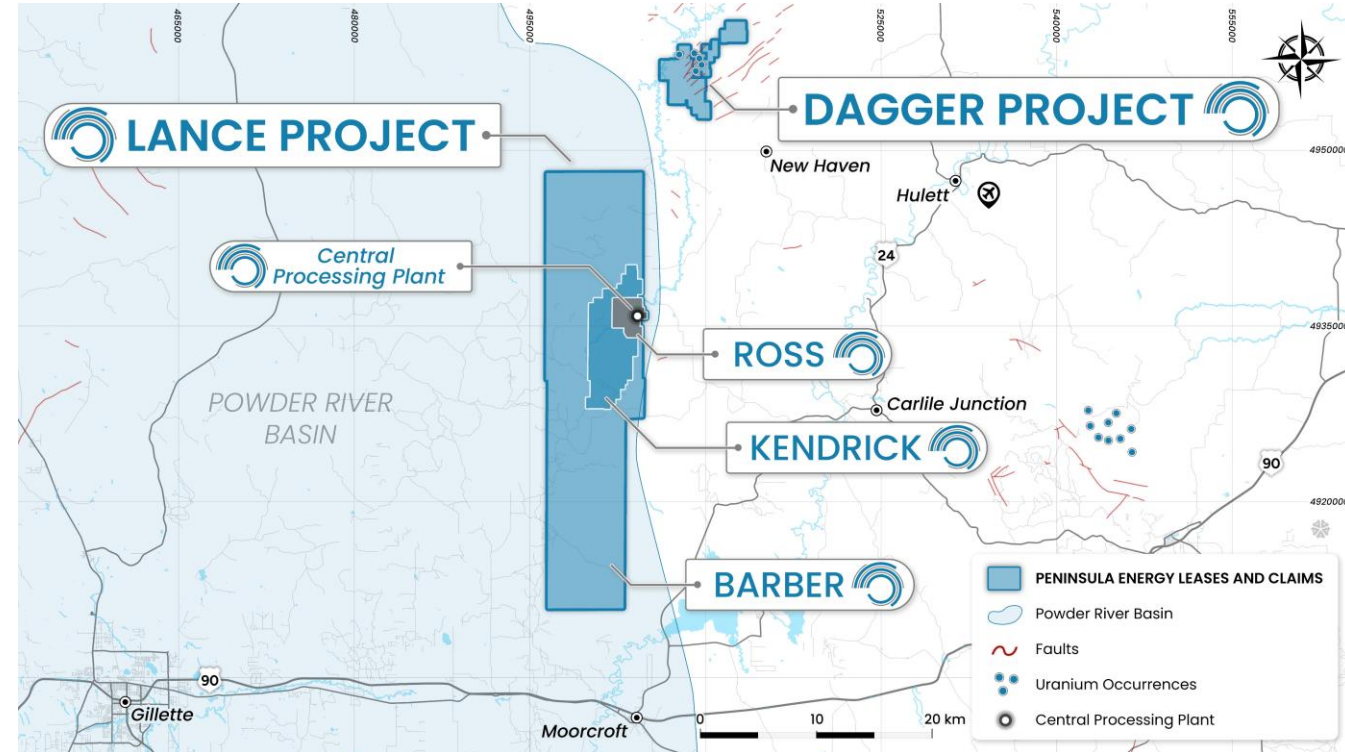 465000
480000
495000
525000
5400000
555000
LANCE PROJECT
DAGGER PROJECT
4950000
New Haven
Hulett
Central
Processing Plant
24
4935000
ROSS
POWDER RIVER
BASIN
Carlile Junction
KENDRICK
90
4920000
BARBER
PENINSULA ENERGY LEASES AND CLAIMS
Powder River Basin
Faults
Uranium Occurrences
Central Processing Plant
90
Gillette
Moorcroft
0
10
20 km